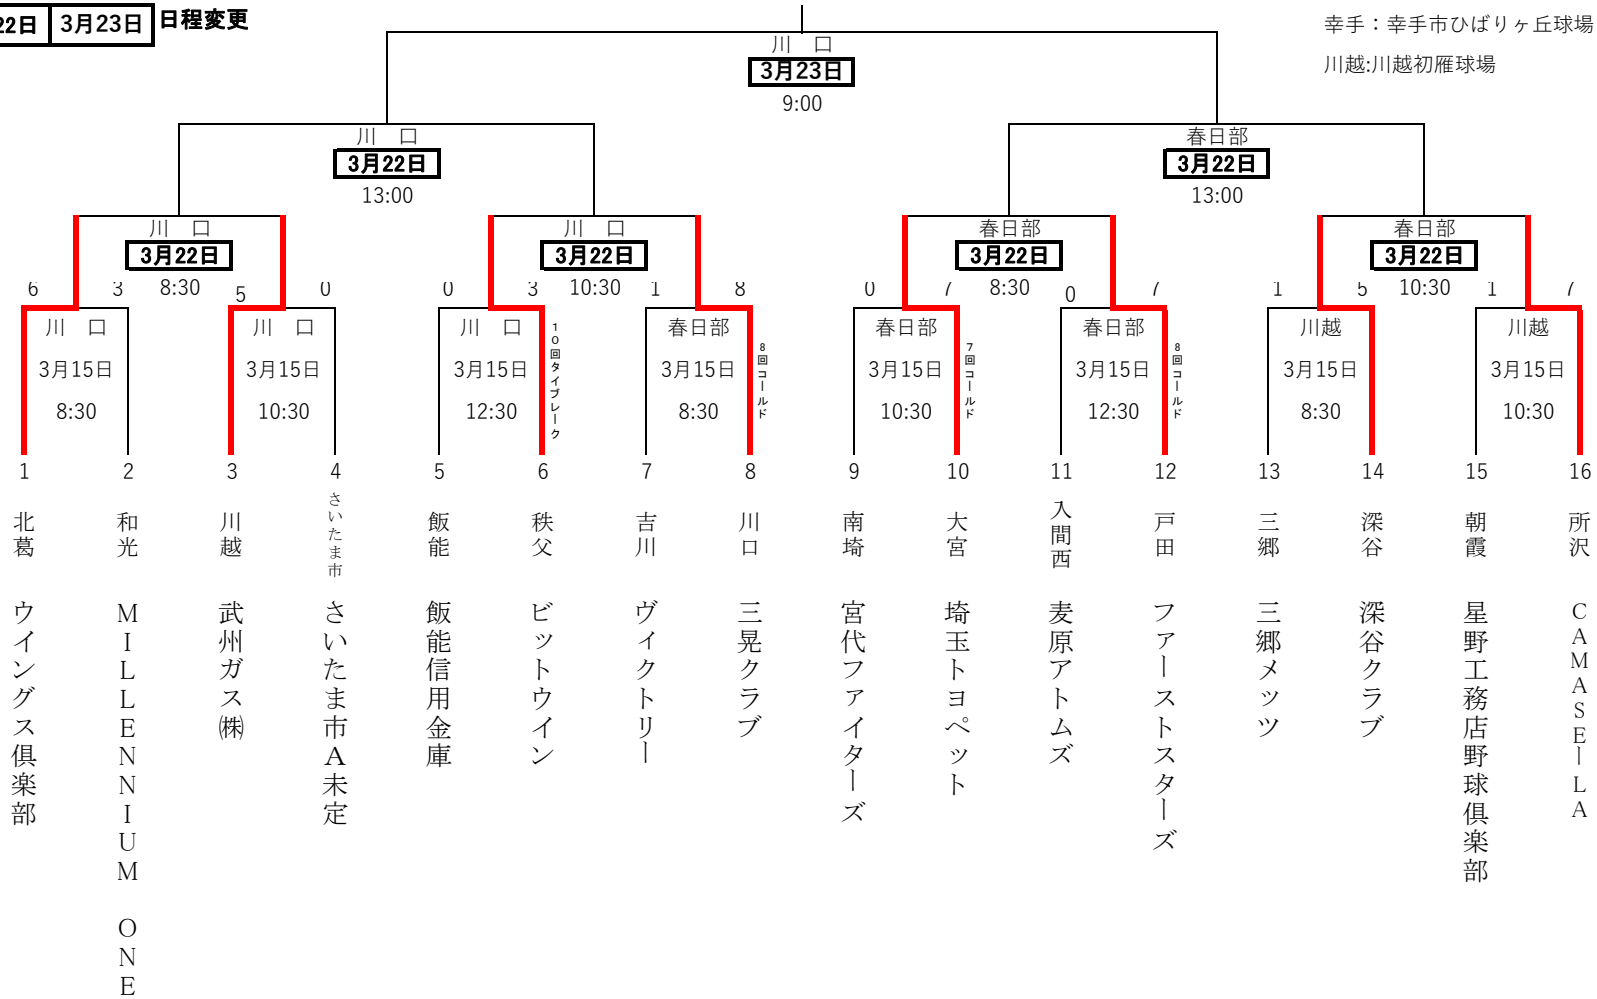 22日 3月23日 日程変更
幸手：幸手市ひばりヶ丘球場
川越:川越初雁球場
川　口
3月23日
9:00
川　口
3月22日
13:00
春日部
3月22日
13:00
川　口
3月22日
8:30
川　口
3月22日
10:30
春日部
3月22日
8:30
春日部
3月22日
10:30
6 3 5 0 0 3 1 8 0 7 0 7 1 5 1 7
川　口
3月15日
8:30
川　口
3月15日
10:30
川　口
3月15日
12:30
10回タイブレーク
春日部
3月15日
8:30
8回コールド
春日部
3月15日
10:30
7回コールド
春日部
3月15日
12:30
8回コールド
川越
3月15日
8:30
川越
3月15日
10:30
1 2 3 4 5 6 7 8 9 10 11 12 13 14 15 16
北葛
ウイングス倶楽部
和光
MILLENNIUM ONE
川越
武州ガス㈱
さいたま市
さいたま市A未定
飯能
飯能信用金庫
秩父
ビットウイン
吉川
ヴィクトリー
川口
三晃クラブ
南埼
宮代ファイターズ
大宮
埼玉トヨペット
入間西
麦原アトムズ
戸田
ファーストスターズ
三郷
三郷メッツ
深谷
深谷クラブ
朝霞
星野工務店野球倶楽部
所沢
CAMASEーLA